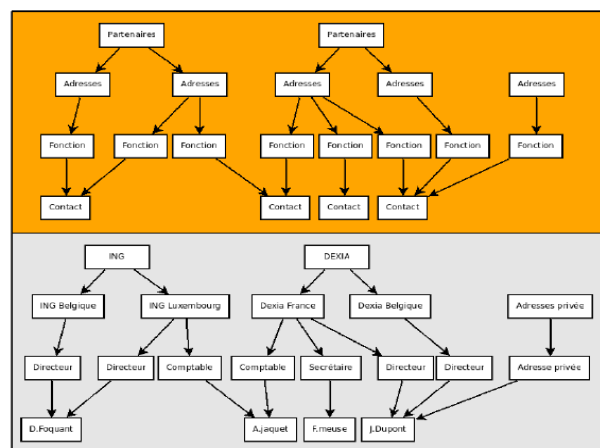 Partenaires Partenaires
Adresses Adresses Adresses Adresses Adresses
Fonction Fonction Fonction Fonction Fonction Fonction Fonction Fonction
Contact Contact Contact Contact
ING DEXIA
ING Belgique ING Luxembourg Dexia France Dexia Belgique Adresses privée
Directeur Directeur Comptable Comptable Secrétaire Directeur Directeur Adresse privée
D.Foquant A.jaquet F.meuse J.Dupont